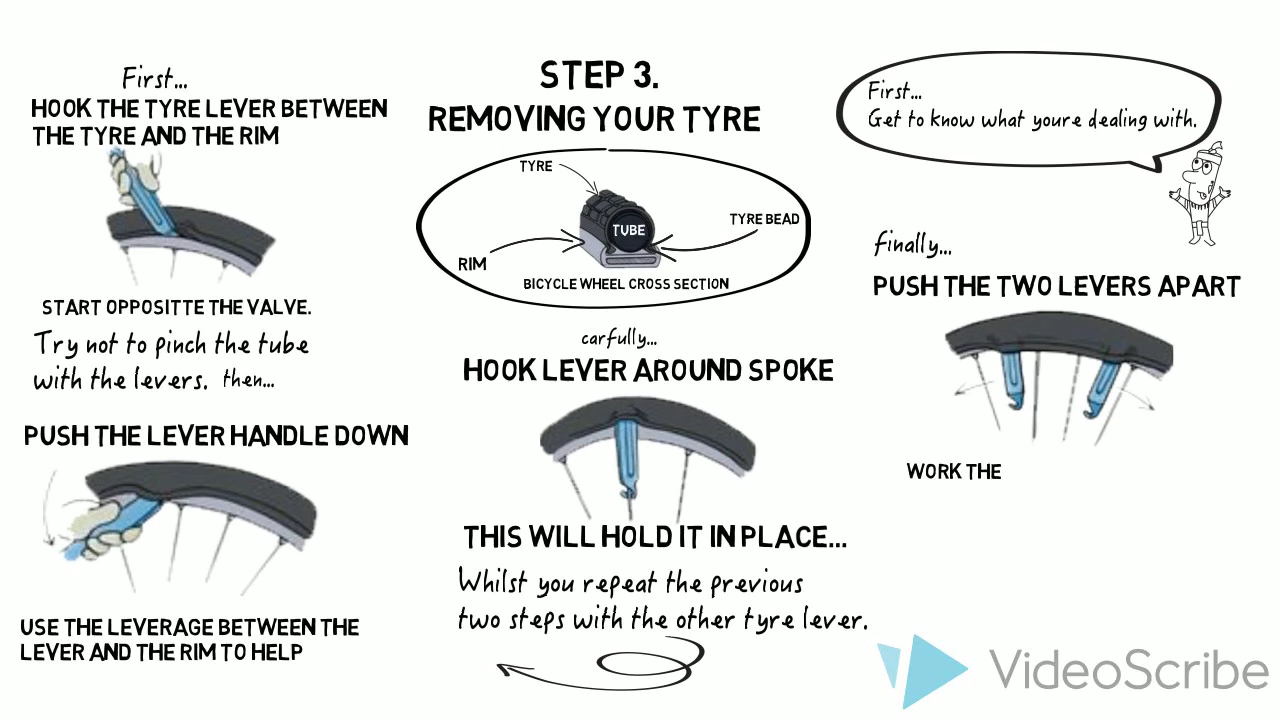 STEP 3.
REMOVING YOUR TYRE
First...
Get to know what youre dealing with.
TYRE
TUBE
TYRE BEAD
RIM
BICYCLE WHEEL CROSS SECTION
First...
HOOK THE TYRE LEVER BETWEEN
THE TYRE AND THE RIM
START OPPOSITTE THE VALVE.
Try not to pinch the tube
with the levers. then...
PUSH THE LEVER HANDLE DOWN
USE THE LEVERAGE BETWEEN THE
LEVER AND THE RIM TO HELP
carfully...
HOOK LEVER AROUND SPOKE
THIS WILL HOLD IT IN PLACE...
Whilst you repeat the previous
two steps with the other tyre lever.
finally...
PUSH THE TWO LEVERS APART
WORK THE
VideoScribe